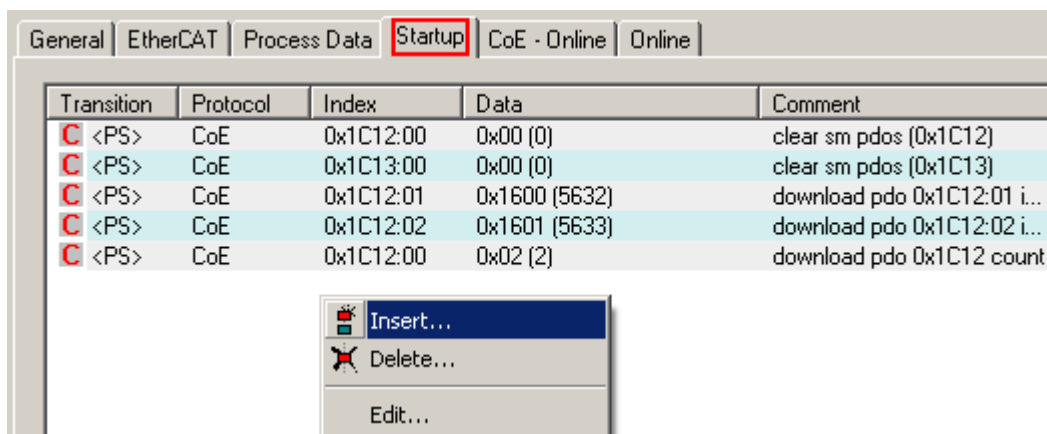 General EtherCAT Process Data Startup CoE - Online Online
Transition Protocol Index Data Comment
C <PS> CoE 0x1C12:00 0x00 (0) clear sm pdos (0x1C12)
C <PS> CoE 0x1C13:00 0x00 (0) clear sm pdos (0x1C13)
C <PS> CoE 0x1C12:01 0x1600 (5632) download pdo 0x1C12:01 i...
C <PS> CoE 0x1C12:02 0x1601 (5633) download pdo 0x1C12:02 i...
C <PS> CoE 0x1C12:00 0x02 (2) download pdo 0x1C12 count
Insert...
Delete...
Edit...